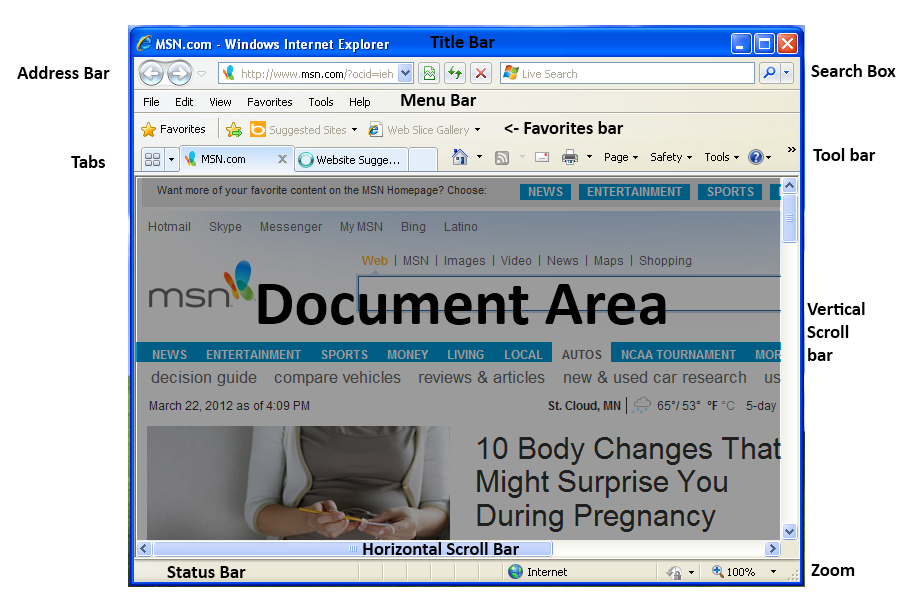 MSN.com - Windows Internet Explorer Title Bar
Address Bar http://www.msn.com/?ocid=ieh Live Search Search Box
File Edit View Favorites Tools Help Menu Bar
Favorites Suggested Sites Web Slice Gallery <- Favorites bar
Tabs MSN.com Website Sugge... Page Safety Tools >> Tool bar
Want more of your favorite content on the MSN Homepage? Choose: NEWS ENTERTAINMENT SPORTS
Hotmail Skype Messenger My MSN Bing Latino
Web | MSN | Images | Video | News | Maps | Shopping
msn
Document Area
Vertical
Scroll
bar
NEWS ENTERTAINMENT SPORTS MONEY LIVING LOCAL AUTOS NCAA TOURNAMENT MOR
decision guide compare vehicles reviews & articles new & used car research us
March 22, 2012 as of 4:09 PM St. Cloud, MN | 65°/ 53° °F °C 5-day
10 Body Changes That
Might Surprise You
During Pregnancy
Horizontal Scroll Bar
Status Bar Internet 100% Zoom